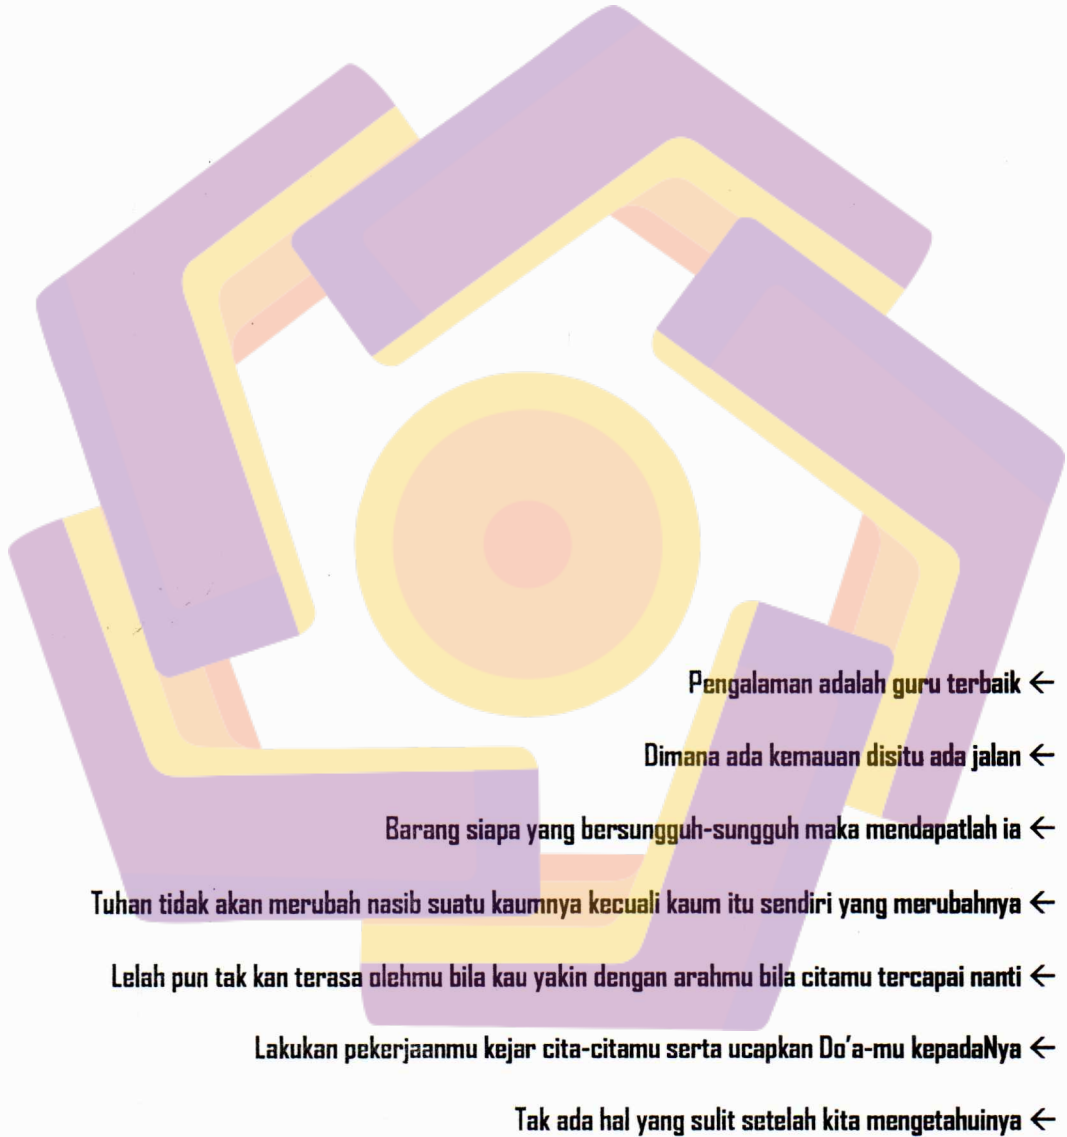 Pengalaman adalah guru terbaik ←
Dimana ada kemauan disitu ada jalan ←
Barang siapa yang bersungguh-sungguh maka mendapatlah ia ←
Tuhan tidak akan merubah nasib suatu kaumnya kecuali kaum itu sendiri yang merubahnya ←
Lelah pun tak kan terasa olehmu bila kau yakin dengan arahmu bila citamu tercapai nanti ←
Lakukan pekerjaanmu kejar cita-citamu serta ucapkan Do'a-mu kepadaNya ←
Tak ada hal yang sulit setelah kita mengetahuinya ←